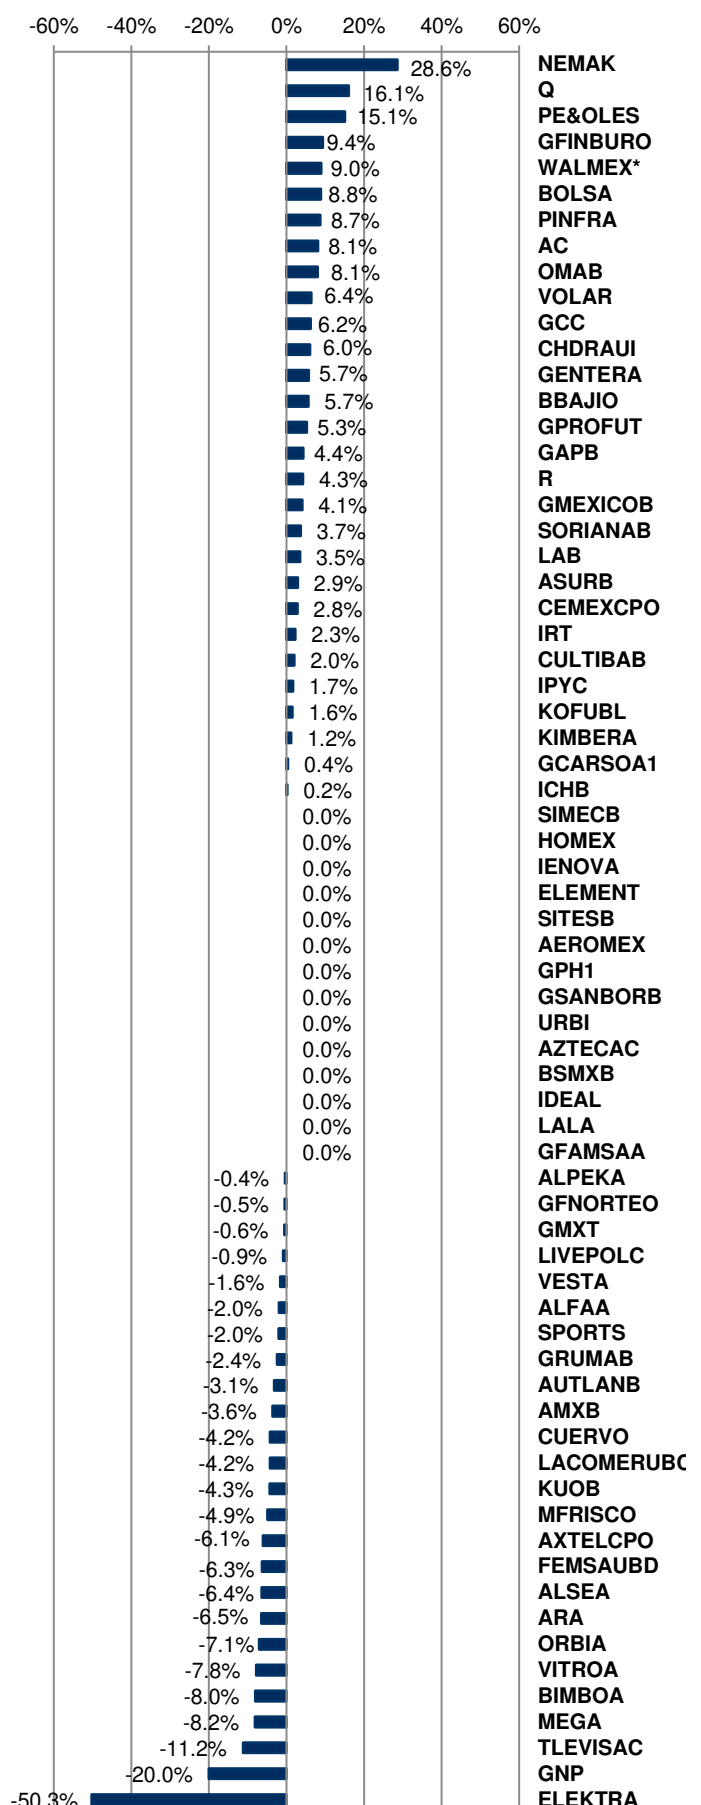 -60% -40% -20% 0% 20% 40% 60%
28.6% NEMAK
16.1% Q
15.1% PE&OLES
9.4% GFINBURO
9.0% WALMEX*
8.8% BOLSA
8.7% PINFRA
8.1% AC
8.1% OMAB
6.4% VOLAR
6.2% GCC
6.0% CHDRAUI
5.7% GENTERA
5.7% BBAJIO
5.3% GPROFUT
4.4% GAPB
4.3% R
4.1% GMEXICOB
3.7% SORIANAB
3.5% LAB
2.9% ASURB
2.8% CEMEXCPO
2.3% IRT
2.0% CULTIBAB
1.7% IPYC
1.6% KOFUBL
1.2% KIMBERA
0.4% GCARSOA1
0.2% ICHB
0.0% SIMECB
0.0% HOMEX
0.0% IENOVA
0.0% ELEMENT
0.0% SITESB
0.0% AEROMEX
0.0% GPH1
0.0% GSANBORB
0.0% URBI
0.0% AZTECAC
0.0% BSMXB
0.0% IDEAL
0.0% LALA
0.0% GFAMSAA
-0.4% ALPEKA
-0.5% GFNORTEO
-0.6% GMXT
-0.9% LIVEPOLC
-1.6% VESTA
-2.0% ALFAA
-2.0% SPORTS
-2.4% GRUMAB
-3.1% AUTLANB
-3.6% AMXB
-4.2% CUERVO
-4.2% LACOMERUBC
-4.3% KUOB
-4.9% MFRISCO
-6.1% AXTELCPO
-6.3% FEMSAUBD
-6.4% ALSEA
-6.5% ARA
-7.1% ORBIA
-7.8% VITROA
-8.0% BIMBOA
-8.2% MEGA
-11.2% TLEVISAC
-20.0% GNP
-50.3% ELEKTRA